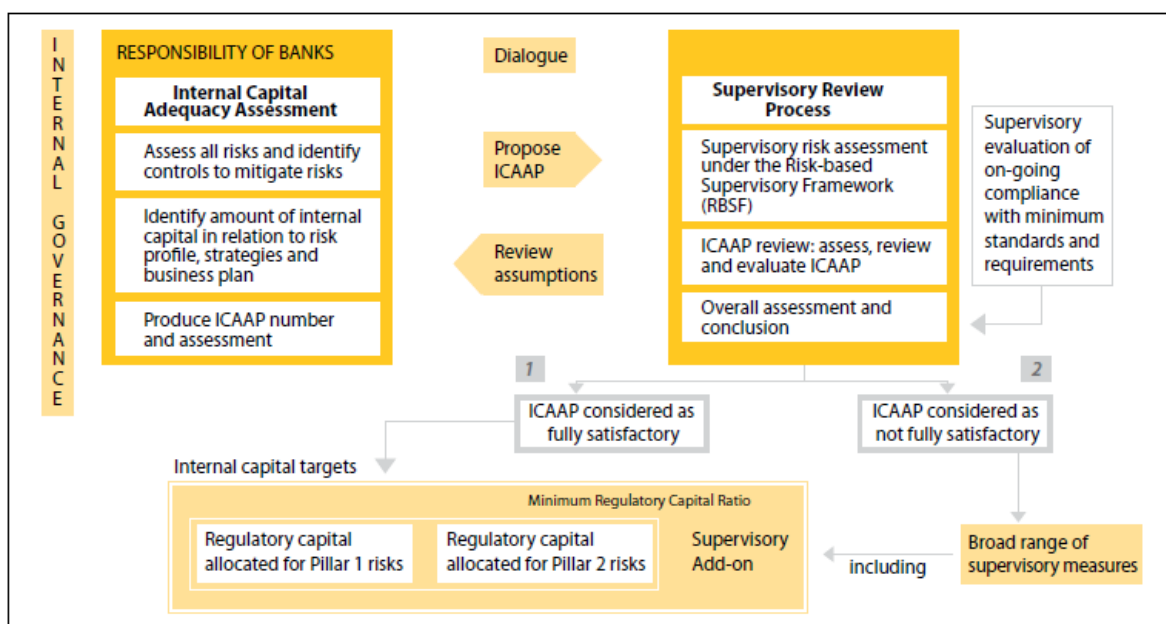 INTERNAL GOVERNANCE
RESPONSIBILITY OF BANKS
Internal Capital
Adequacy Assessment
Assess all risks and identify
controls to mitigate risks
Identify amount of internal
capital in relation to risk
profile, strategies and
business plan
Produce ICAAP number
and assessment
Dialogue
Propose
ICAAP
Review
assumptions
Supervisory Review
Process
Supervisory risk assessment
under the Risk-based
Supervisory Framework
(RBSF)
ICAAP review: assess, review
and evaluate ICAAP
Overall assessment and
conclusion
Supervisory
evaluation of
on-going
compliance
with minimum
standards and
requirements
1
2
ICAAP considered as
fully satisfactory
ICAAP considered as
not fully satisfactory
Internal capital targets
Minimum Regulatory Capital Ratio
Regulatory capital
allocated for Pillar 1 risks
Regulatory capital
allocated for Pillar 2 risks
Supervisory
Add-on
including
Broad range of
supervisory measures